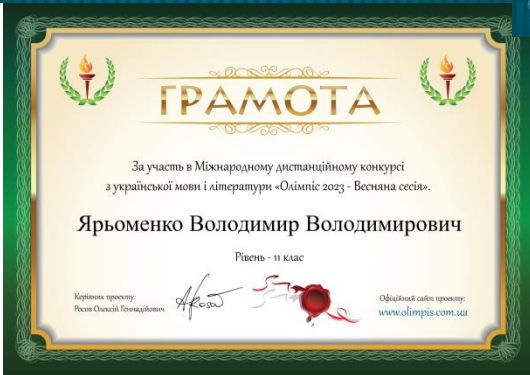 ГРАМОТА
За участь в Міжнародному дистанційному конкурсі
з української мови і літератури «Олімпіс 2023 - Весняна сесія».
Ярьоменко Володимир Володимирович
Рівень - 11 клас
Керівник проекту:
Росов Олексій Геннадійович
Офіційний сайт проекту:
www.olimpis.com.ua